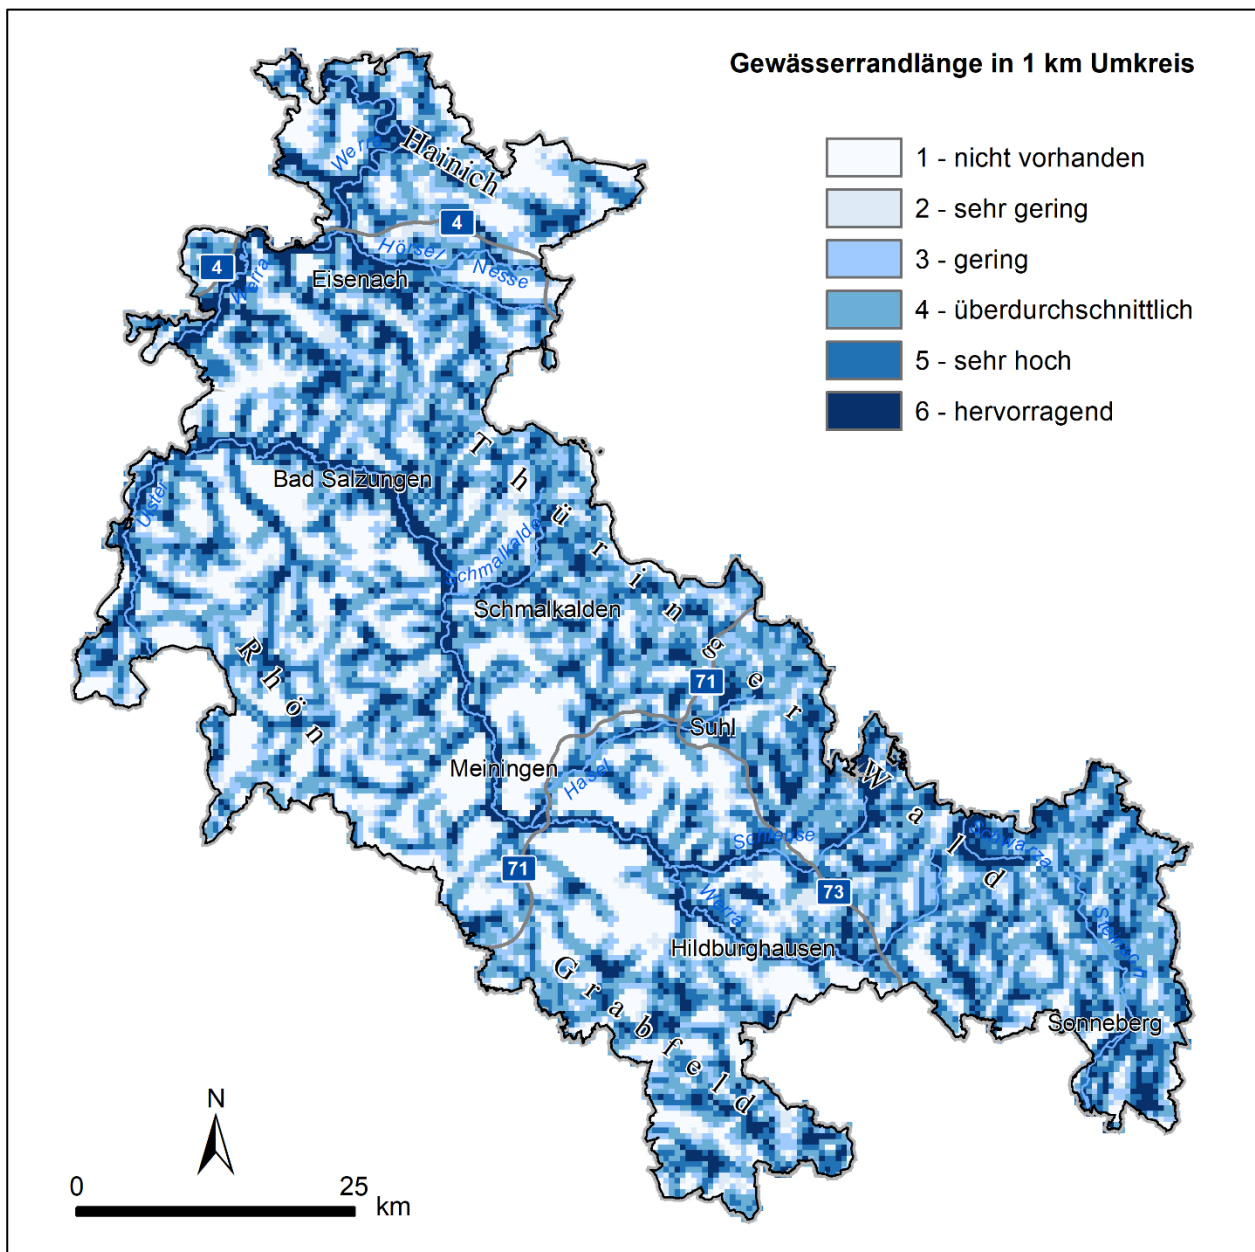 Gewässerrandlänge in 1 km Umkreis
1 - nicht vorhanden
2 - sehr gering
3 - gering
4 - überdurchschnittlich
5 - sehr hoch
6 - hervorragend
Werra
Hainich
4
4
Hörsel
Nesse
Werra
Eisenach
Thüringer Wald
Bad Salzungen
Ulster
Schmalkalde
Schmalkalden
Rhön
71
Suhl
Meiningen
Hasel
Schleuse
Schwarza
71
73
Werra
Steinach
Hildburghausen
Grabfeld
Sonneberg
N
0 25
km